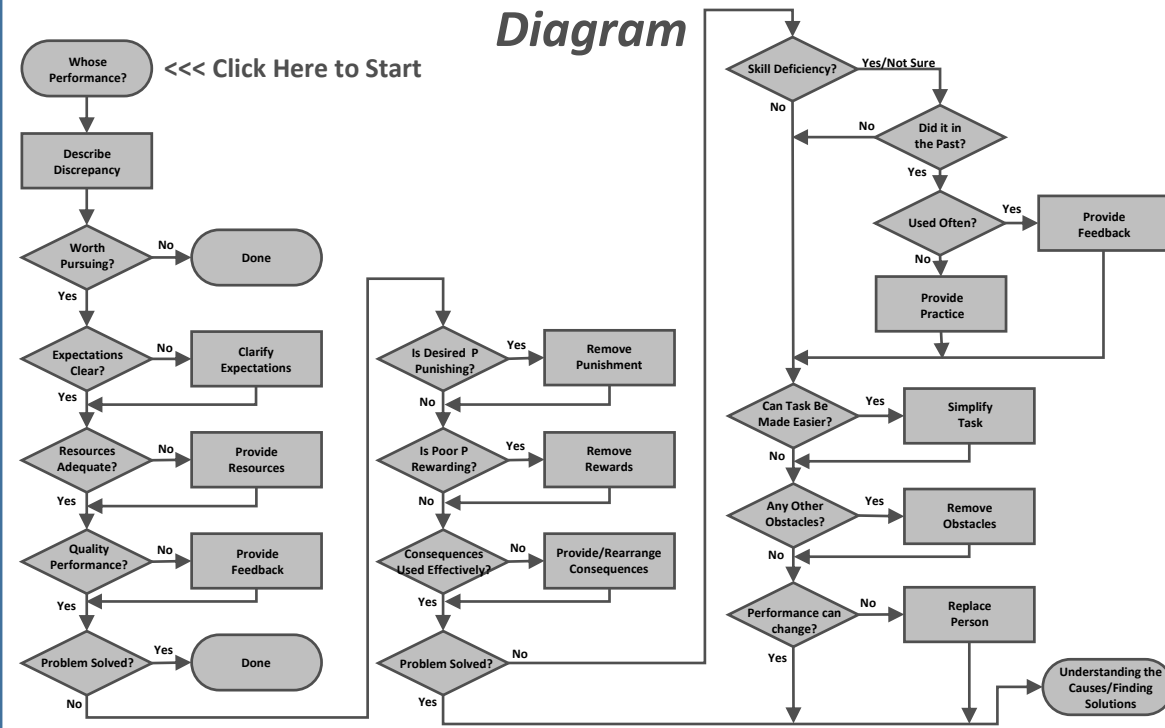 Diagram
Whose
Performance?
<<< Click Here to Start
Describe
Discrepancy
Worth
Pursuing?
No
Done
Yes
Expectations
Clear?
No
Clarify
Expectations
Yes
Resources
Adequate?
No
Provide
Resources
Yes
Quality
Performance?
No
Provide
Feedback
Yes
Problem Solved?
Yes
Done
No
Is Desired P
Punishing?
Yes
Remove
Punishment
No
Is Poor P
Rewarding?
Yes
Remove
Rewards
No
Consequences
Used Effectively?
No
Provide/Rearrange
Consequences
Yes
Problem Solved?
No
Yes
Skill Deficiency?
Yes/Not Sure
No
Did it in
the Past?
No
Yes
Used Often?
Yes
Provide
Feedback
No
Provide
Practice
Can Task Be
Made Easier?
Yes
Simplify
Task
No
Any Other
Obstacles?
Yes
Remove
Obstacles
No
Performance can
change?
No
Replace
Person
Yes
Understanding the
Causes/Finding
Solutions